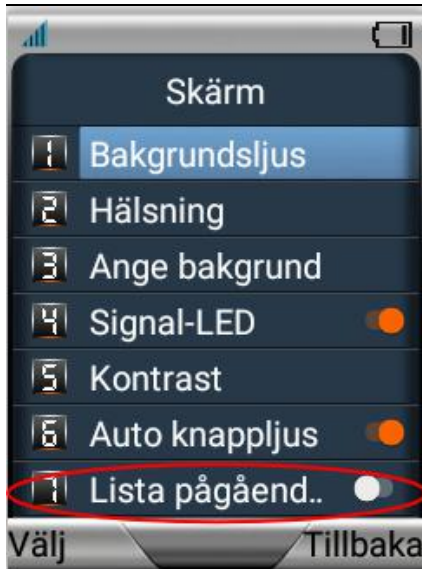 Skärm
1 Bakgrundsljus
2 Hälsning
3 Ange bakgrund
4 Signal-LED
5 Kontrast
6 Auto knappljus
7 Lista pågåend..
Välj Tillbaka